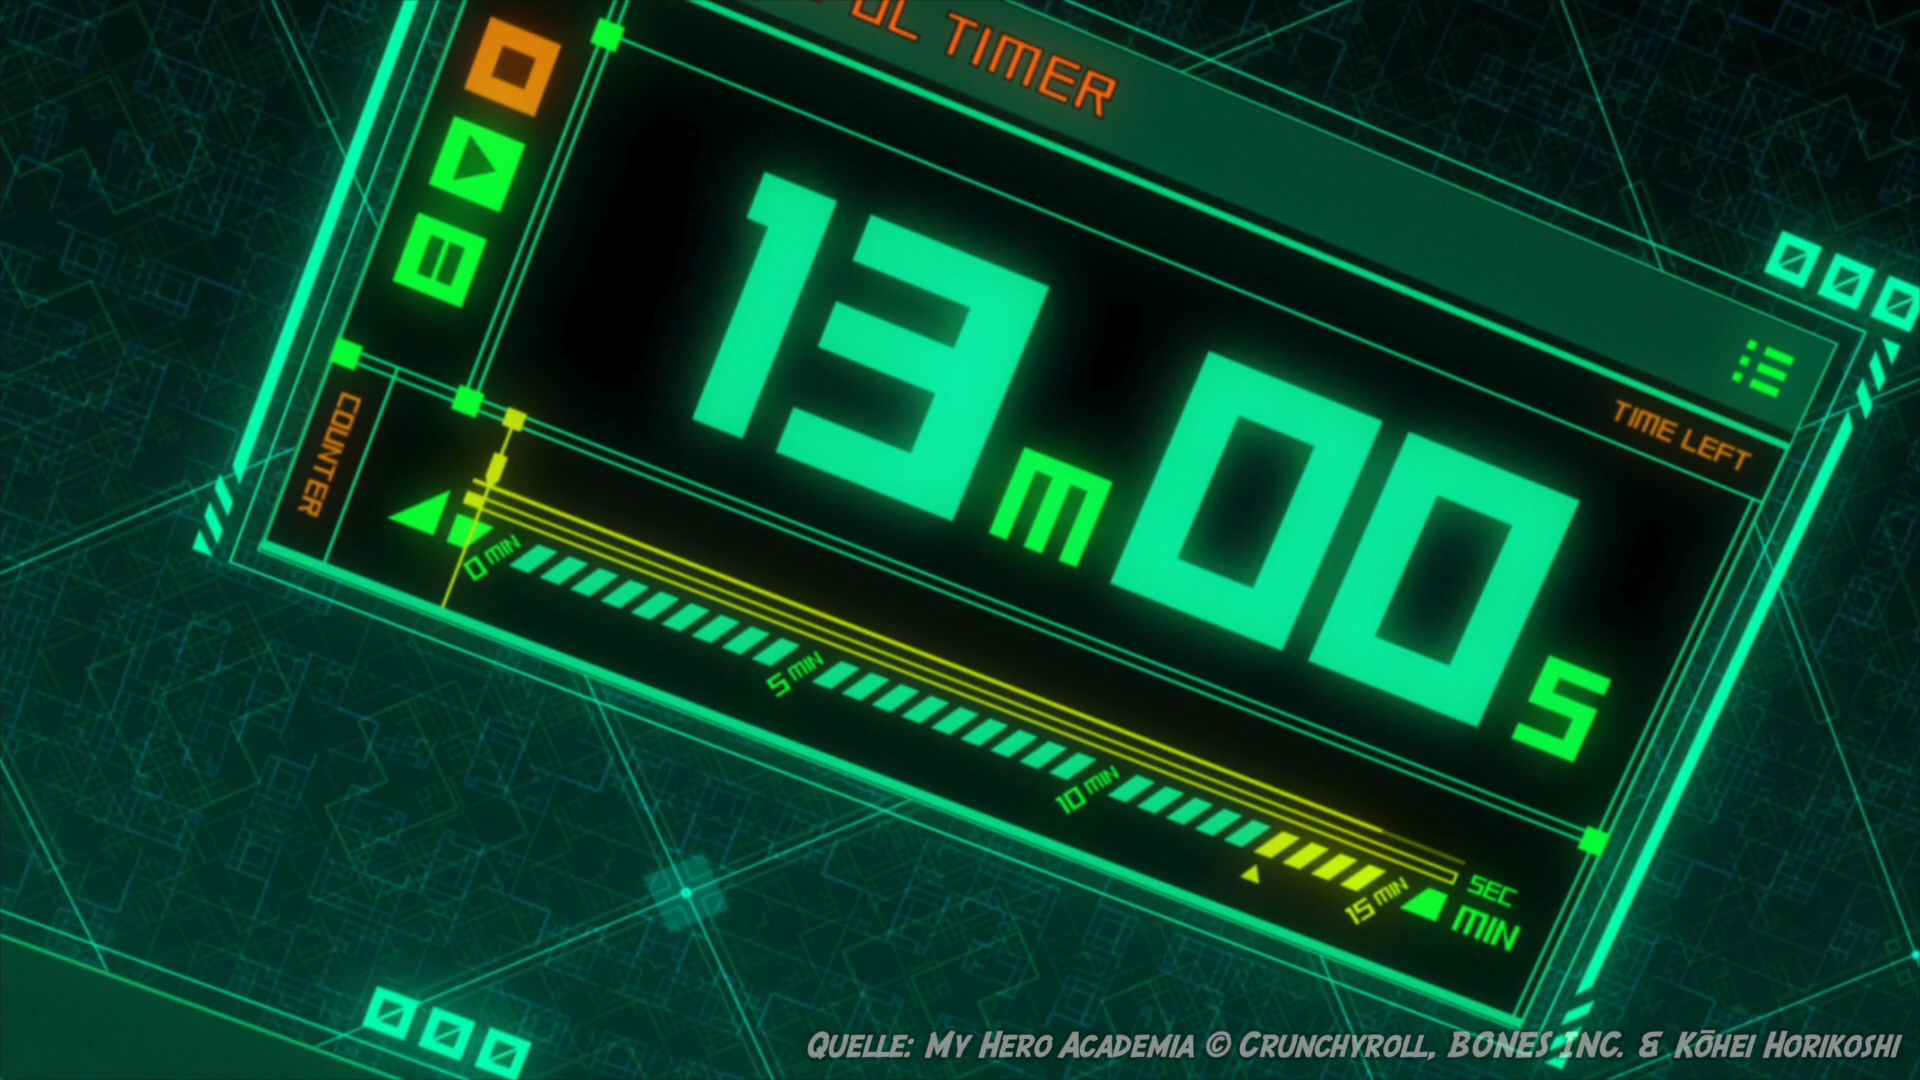 TIMER
TIME LEFT
13m00s
COUNTER
0 MIN
5 MIN
10 MIN
15 MIN
SEC
MIN
Quelle: My Hero Academia © Crunchyroll, BONES INC. & Kōhei Horikoshi